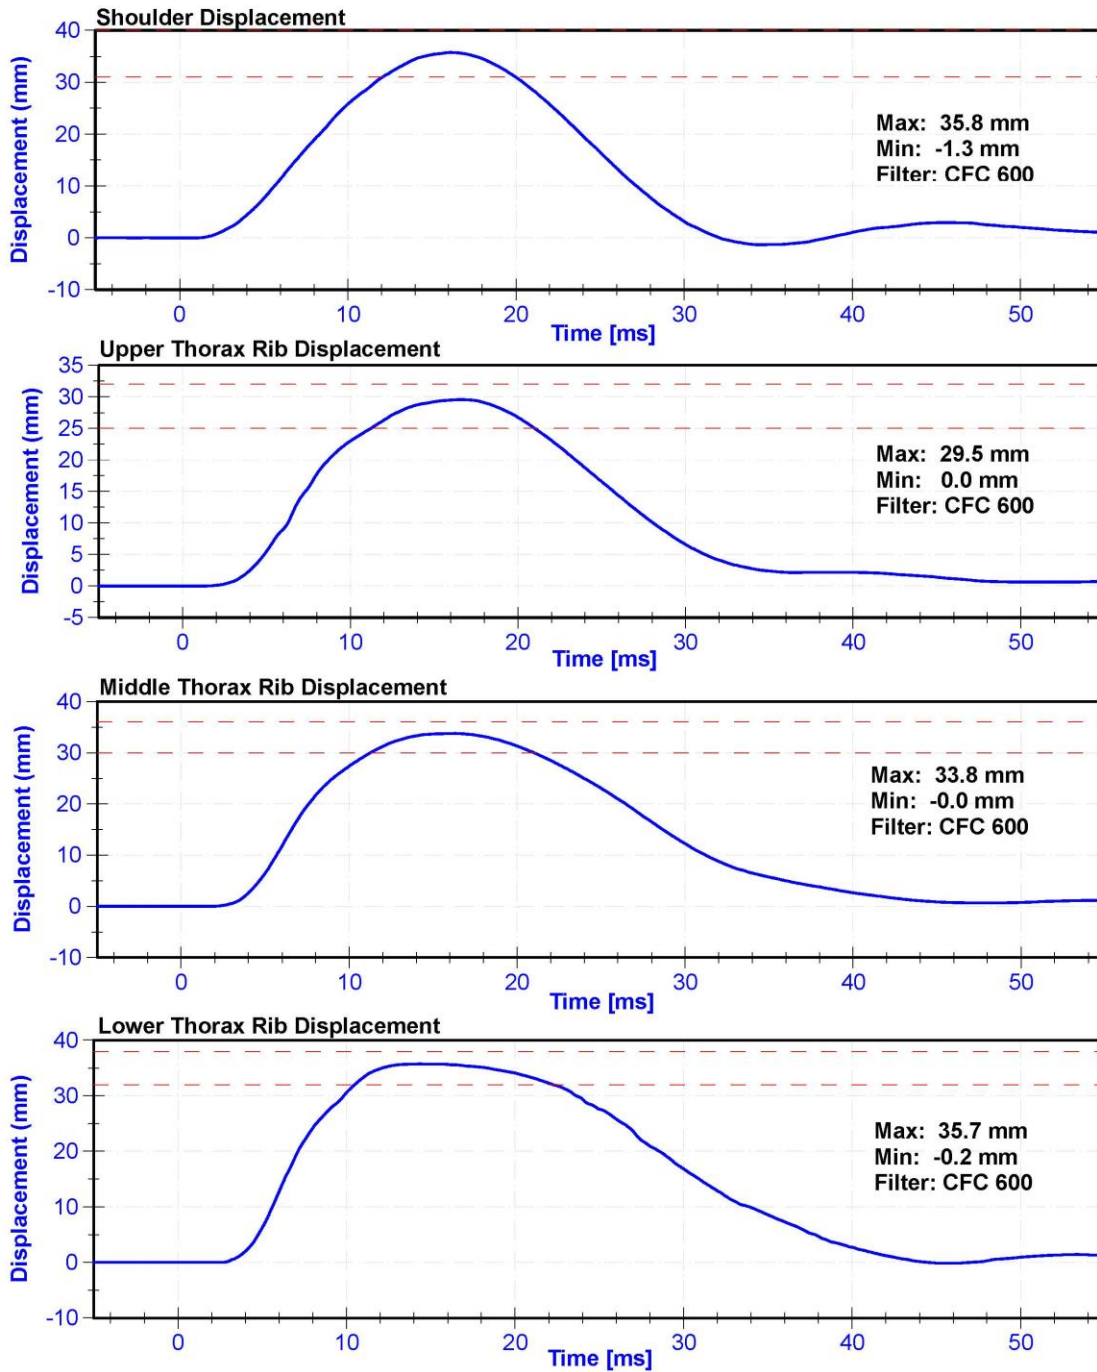 Shoulder Displacement
40
30
20
10
0
-10
Displacement (mm)
Max: 35.8 mm
Min: -1.3 mm
Filter: CFC 600
0 10 20 30 40 50
Time [ms]
Upper Thorax Rib Displacement
35
30
25
20
15
10
5
0
-5
Displacement (mm)
Max: 29.5 mm
Min: 0.0 mm
Filter: CFC 600
0 10 20 30 40 50
Time [ms]
Middle Thorax Rib Displacement
40
30
20
10
0
-10
Displacement (mm)
Max: 33.8 mm
Min: -0.0 mm
Filter: CFC 600
0 10 20 30 40 50
Time [ms]
Lower Thorax Rib Displacement
40
30
20
10
0
-10
Displacement (mm)
Max: 35.7 mm
Min: -0.2 mm
Filter: CFC 600
0 10 20 30 40 50
Time [ms]